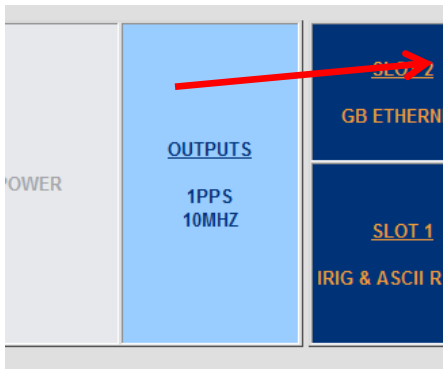 POWER
OUTPUTS
1PPS
10MHZ
SLOT 2
GB ETHERN
SLOT 1
IRIG & ASCII R